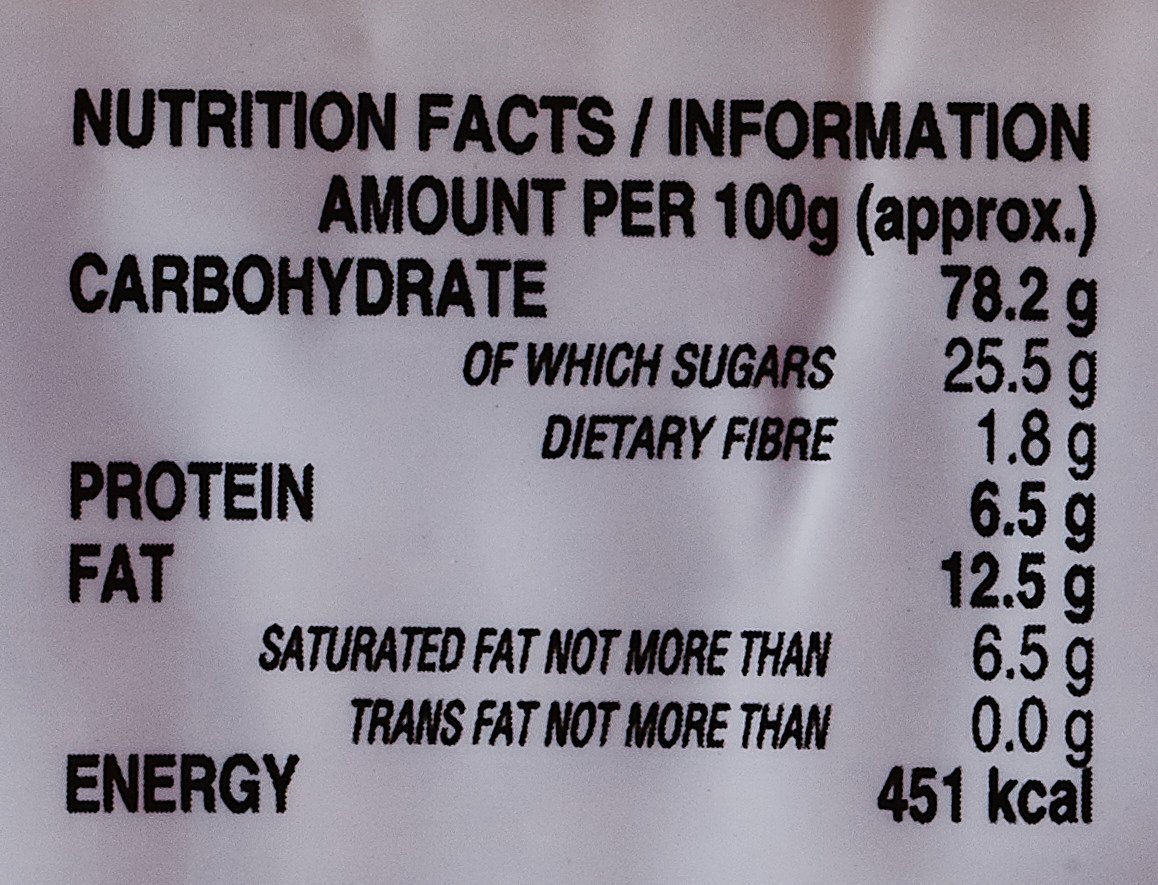 NUTRITION FACTS / INFORMATION
AMOUNT PER 100g (approx.)
CARBOHYDRATE 78.2 g
OF WHICH SUGARS 25.5 g
DIETARY FIBRE 1.8 g
PROTEIN 6.5 g
FAT 12.5 g
SATURATED FAT NOT MORE THAN 6.5 g
TRANS FAT NOT MORE THAN 0.0 g
ENERGY 451 kcal